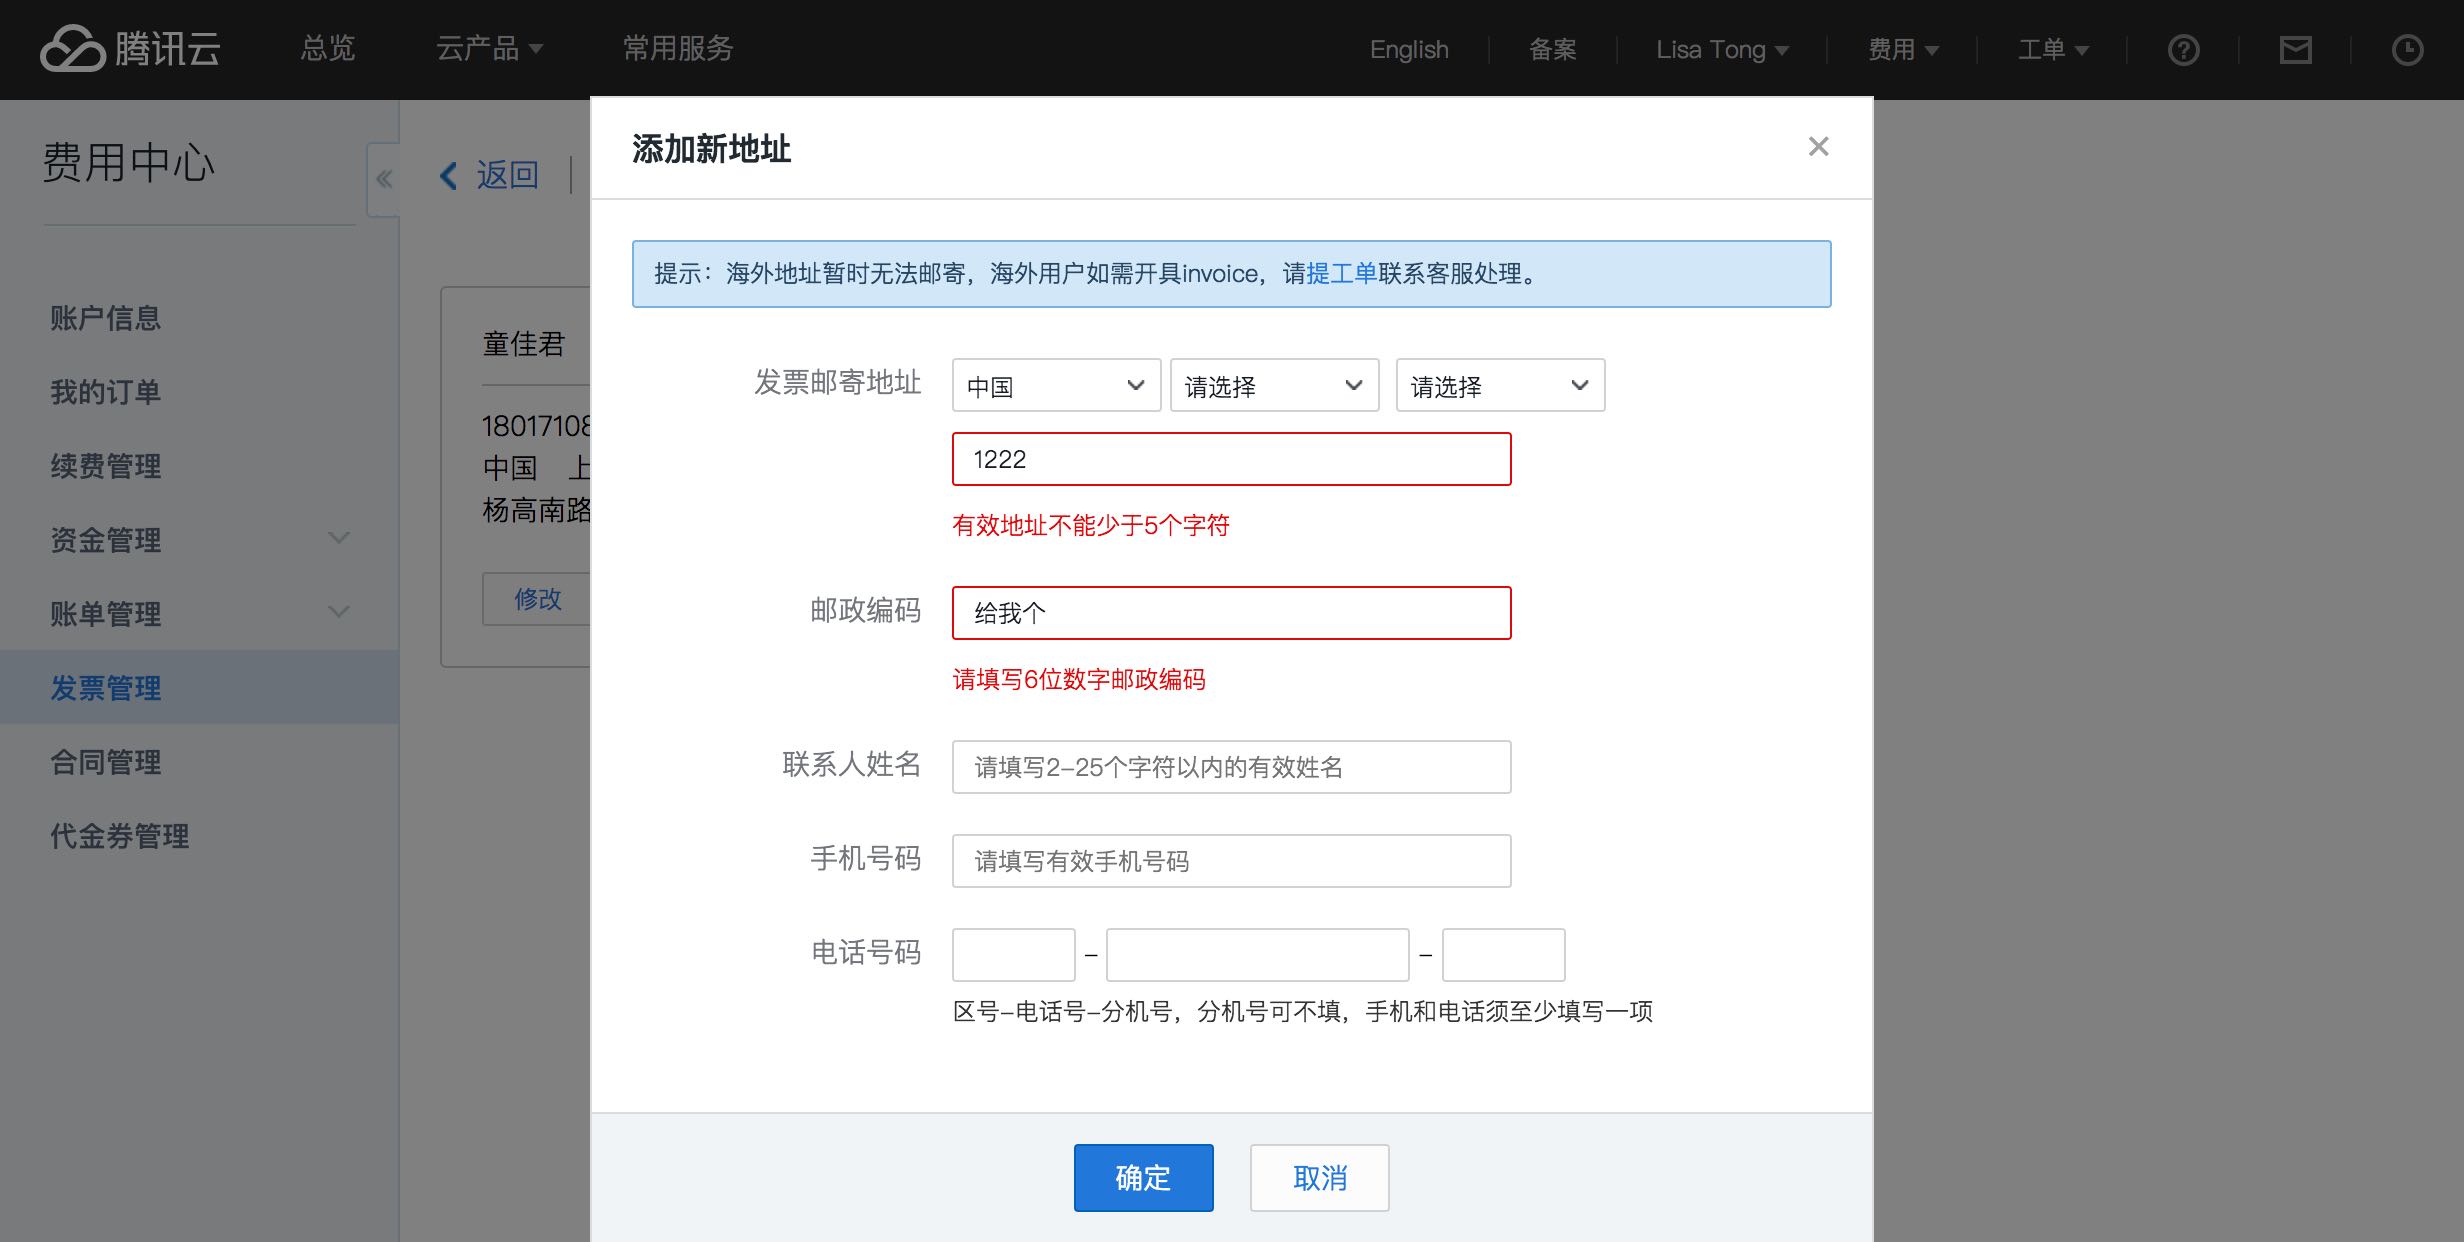 腾讯云 总览 云产品 常用服务 English 备案 Lisa Tong 费用 工单
费用中心
账户信息
我的订单
续费管理
资金管理
账单管理
发票管理
合同管理
代金券管理
返回
童佳君
18017108
中国 上
杨高南路
修改
添加新地址
提示：海外地址暂时无法邮寄，海外用户如需开具invoice，请提工单联系客服处理。
发票邮寄地址 中国 请选择 请选择
1222
有效地址不能少于5个字符
邮政编码 给我个
请填写6位数字邮政编码
联系人姓名 请填写2-25个字符以内的有效姓名
手机号码 请填写有效手机号码
电话号码 - -
区号-电话号-分机号，分机号可不填，手机和电话须至少填写一项
确定 取消